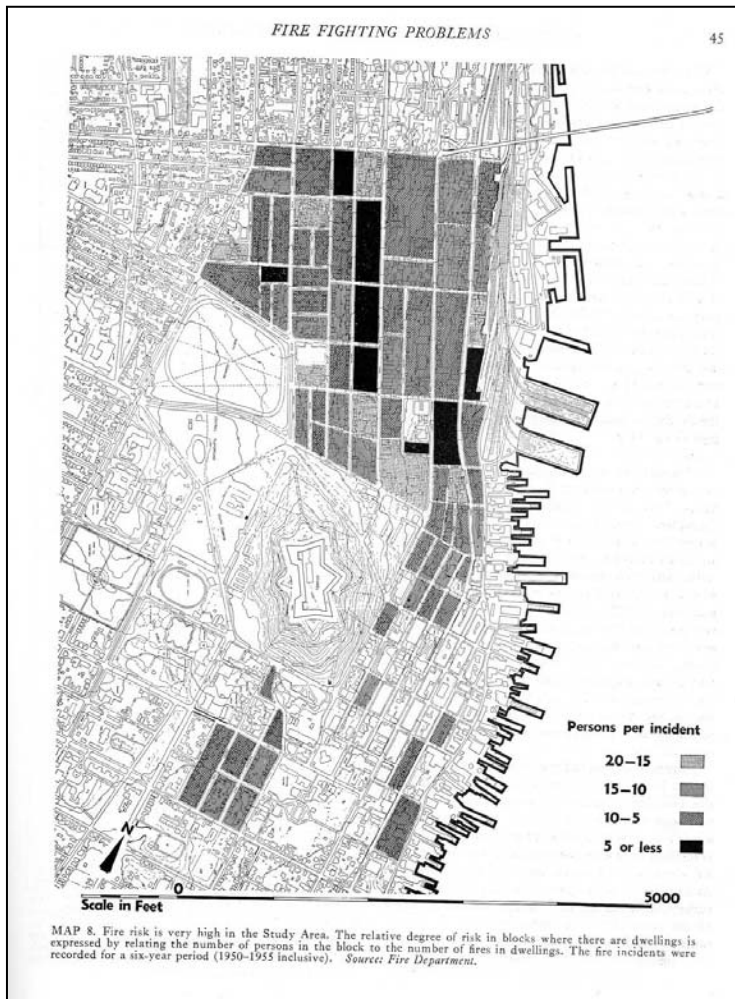 FIRE FIGHTING PROBLEMS
45
Persons per incident
20–15
15–10
10–5
5 or less
N
0
5000
Scale in Feet
MAP 8. Fire risk is very high in the Study Area. The relative degree of risk in blocks where there are dwellings is
expressed by relating the number of persons in the block to the number of fires in dwellings. The fire incidents were
recorded for a six-year period (1950–1955 inclusive). Source: Fire Department.